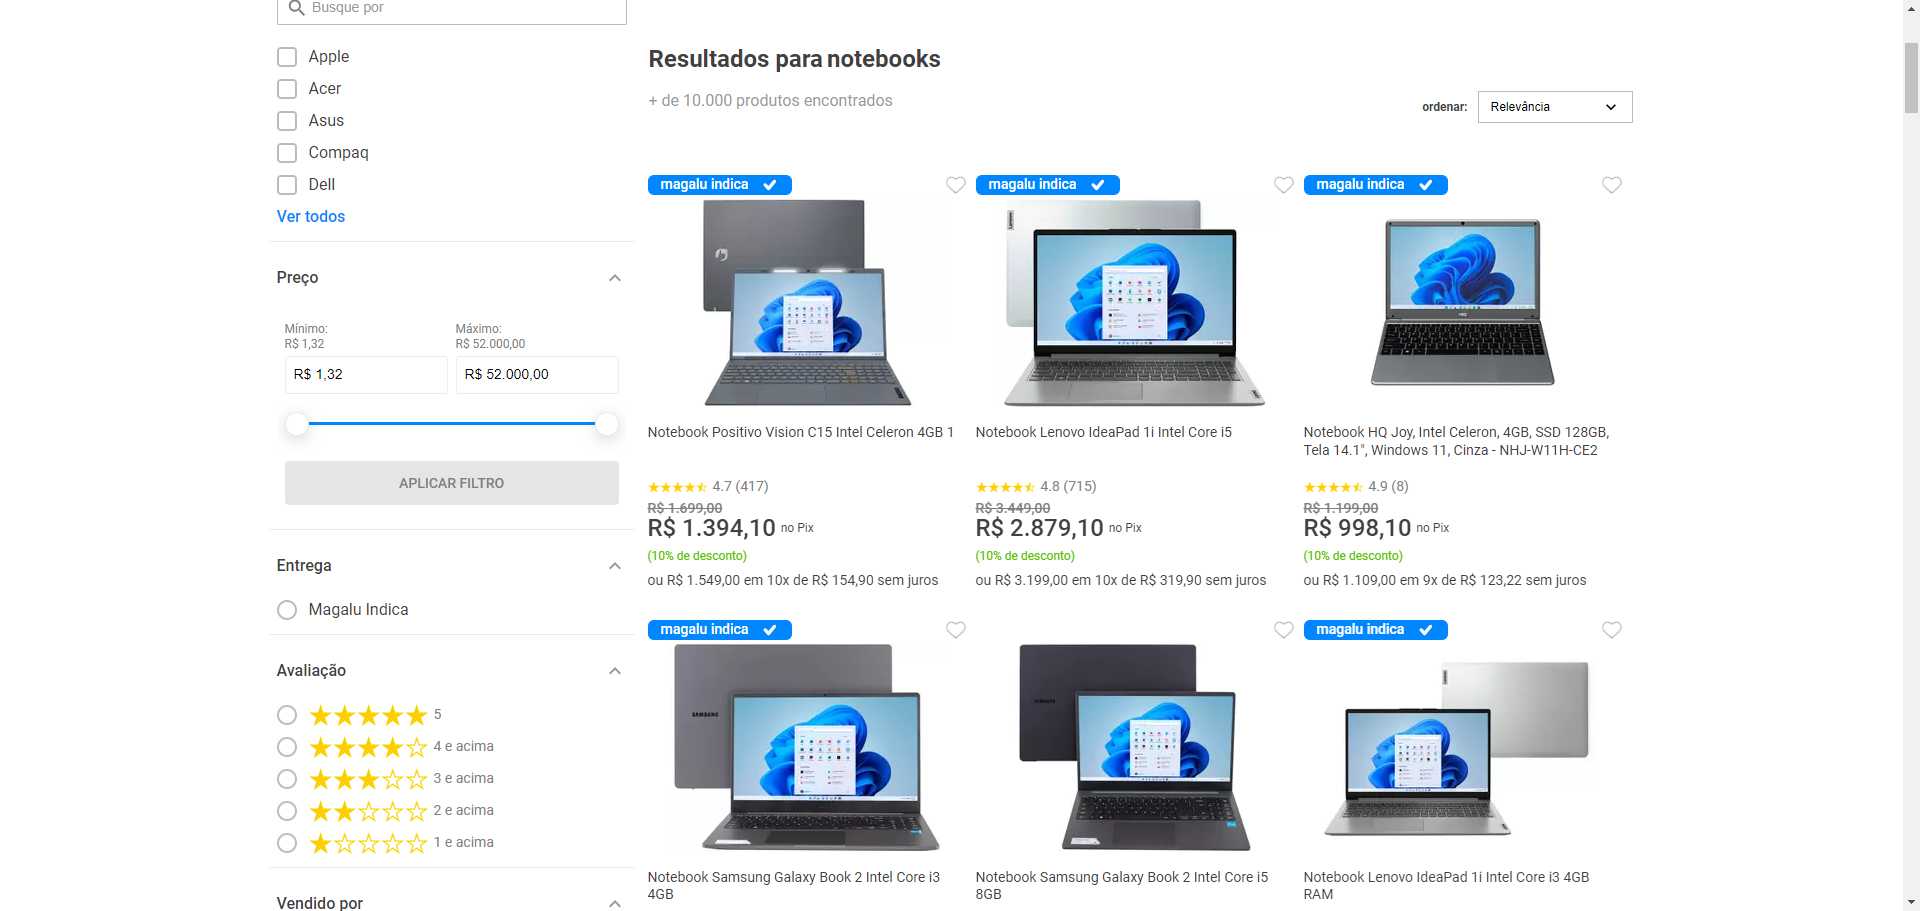 Busque por
Apple
Acer
Asus
Compaq
Dell
Ver todos
Preço
Mínimo:
R$ 1,32
Máximo:
R$ 52.000,00
R$ 1,32
R$ 52.000,00
APLICAR FILTRO
Entrega
Magalu Indica
Avaliação
5
4 e acima
3 e acima
2 e acima
1 e acima
Vendido por
Resultados para notebooks
+ de 10.000 produtos encontrados
ordenar:
Relevância
magalu indica
Notebook Positivo Vision C15 Intel Celeron 4GB 1
4.7 (417)
R$ 1.699,00
R$ 1.394,10 no Pix
(10% de desconto)
ou R$ 1.549,00 em 10x de R$ 154,90 sem juros
magalu indica
Lenovo
Notebook Lenovo IdeaPad 1i Intel Core i5
4.8 (715)
R$ 3.449,00
R$ 2.879,10 no Pix
(10% de desconto)
ou R$ 3.199,00 em 10x de R$ 319,90 sem juros
magalu indica
HQ
Notebook HQ Joy, Intel Celeron, 4GB, SSD 128GB,
Tela 14.1", Windows 11, Cinza - NHJ-W11H-CE2
4.9 (8)
R$ 1.199,00
R$ 998,10 no Pix
(10% de desconto)
ou R$ 1.109,00 em 9x de R$ 123,22 sem juros
magalu indica
SAMSUNG
Notebook Samsung Galaxy Book 2 Intel Core i3
4GB
SAMSUNG
Notebook Samsung Galaxy Book 2 Intel Core i5
8GB
magalu indica
Lenovo
Notebook Lenovo IdeaPad 1i Intel Core i3 4GB
RAM